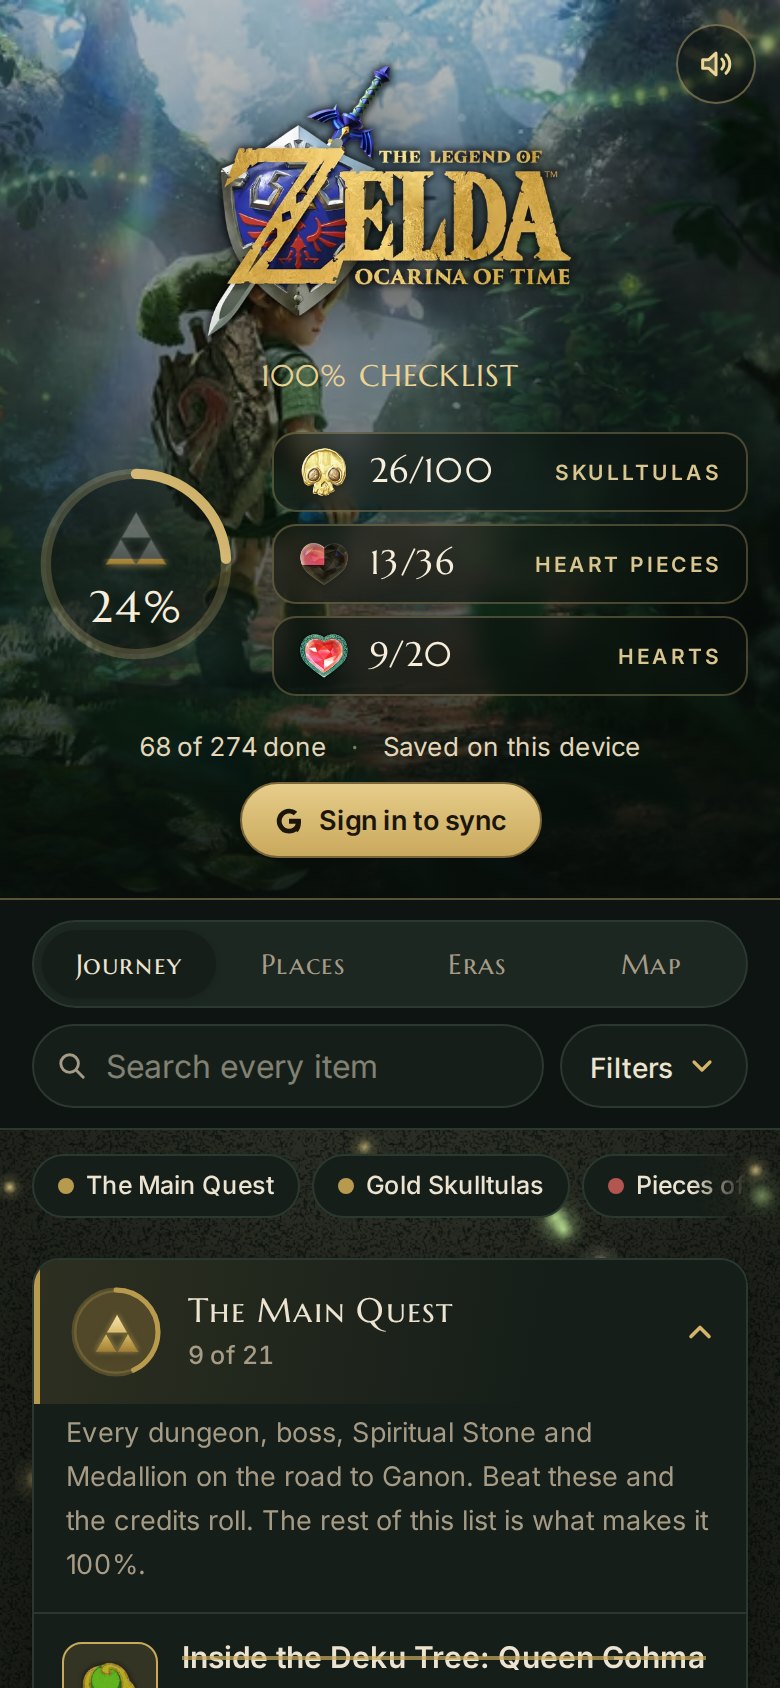 THE LEGEND OF
ZELDA™
OCARINA OF TIME
100% CHECKLIST
26/100 SKULLTULAS
13/36 HEART PIECES
9/20 HEARTS
24%
68 of 274 done · Saved on this device
G Sign in to sync
Journey Places Eras Map
Search every item Filters
The Main Quest Gold Skulltulas Pieces of
The Main Quest
9 of 21
Every dungeon, boss, Spiritual Stone and
Medallion on the road to Ganon. Beat these and
the credits roll. The rest of this list is what makes it
100%.
Inside the Deku Tree: Queen Gohma